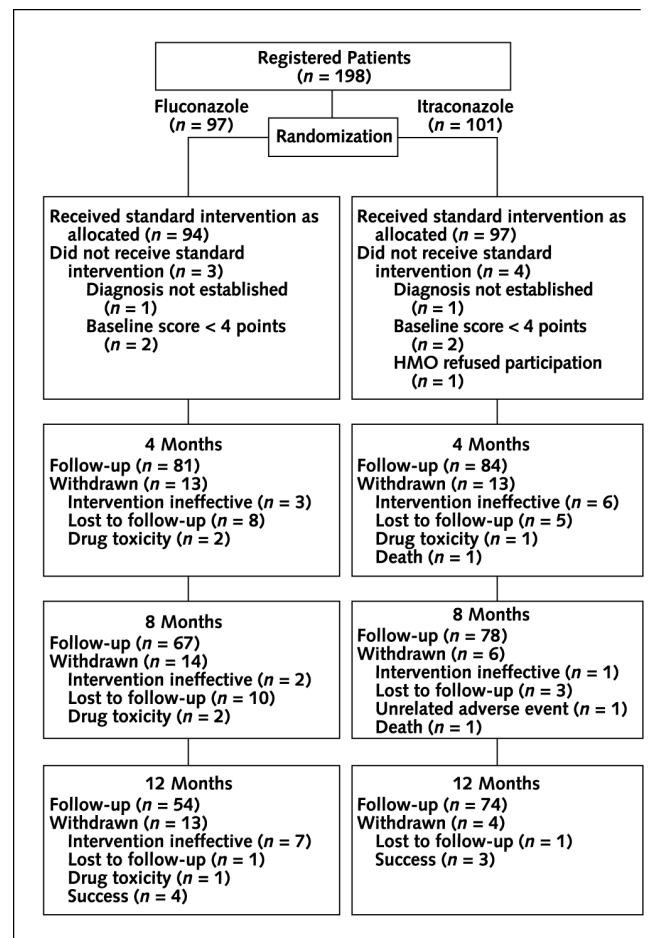 Registered Patients
(n = 198)
Fluconazole
(n = 97)
Itraconazole
(n = 101)
Randomization
Received standard intervention as
allocated (n = 94)
Did not receive standard
intervention (n = 3)
Diagnosis not established
(n = 1)
Baseline score < 4 points
(n = 2)
Received standard intervention as
allocated (n = 97)
Did not receive standard
intervention (n = 4)
Diagnosis not established
(n = 1)
Baseline score < 4 points
(n = 2)
HMO refused participation
(n = 1)
4 Months
Follow-up (n = 81)
Withdrawn (n = 13)
Intervention ineffective (n = 3)
Lost to follow-up (n = 8)
Drug toxicity (n = 2)
4 Months
Follow-up (n = 84)
Withdrawn (n = 13)
Intervention ineffective (n = 6)
Lost to follow-up (n = 5)
Drug toxicity (n = 1)
Death (n = 1)
8 Months
Follow-up (n = 67)
Withdrawn (n = 14)
Intervention ineffective (n = 2)
Lost to follow-up (n = 10)
Drug toxicity (n = 2)
8 Months
Follow-up (n = 78)
Withdrawn (n = 6)
Intervention ineffective (n = 1)
Lost to follow-up (n = 3)
Unrelated adverse event (n = 1)
Death (n = 1)
12 Months
Follow-up (n = 54)
Withdrawn (n = 13)
Intervention ineffective (n = 7)
Lost to follow-up (n = 1)
Drug toxicity (n = 1)
Success (n = 4)
12 Months
Follow-up (n = 74)
Withdrawn (n = 4)
Lost to follow-up (n = 1)
Success (n = 3)